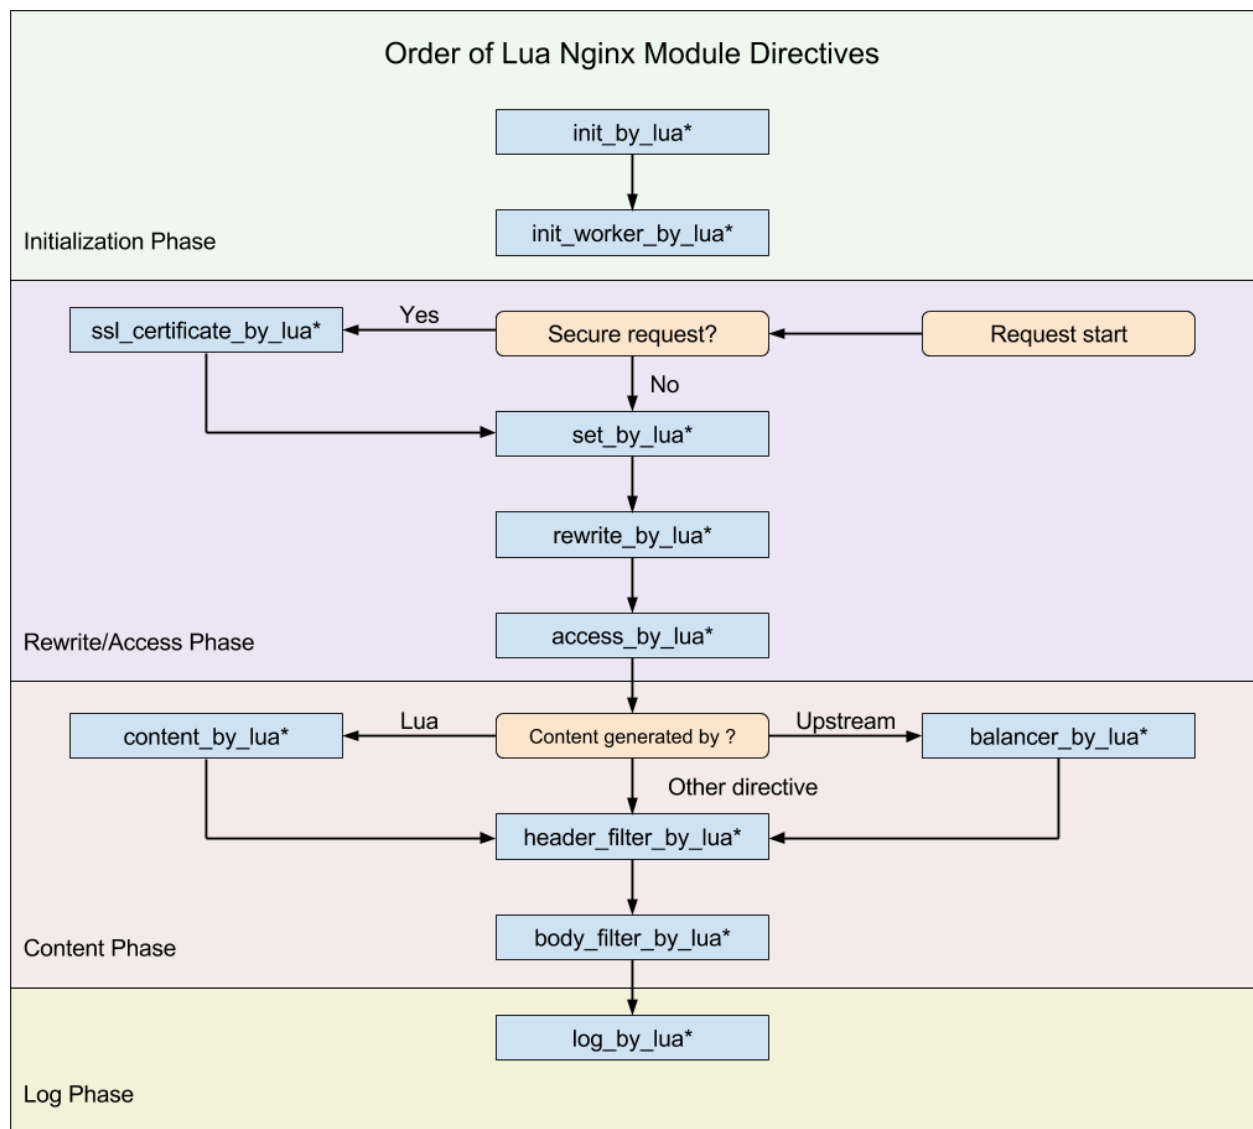 Order of Lua Nginx Module Directives
init_by_lua*
init_worker_by_lua*
Initialization Phase
ssl_certificate_by_lua*
Yes
Secure request?
Request start
No
set_by_lua*
rewrite_by_lua*
access_by_lua*
Rewrite/Access Phase
content_by_lua*
Lua
Content generated by ?
Upstream
balancer_by_lua*
Other directive
header_filter_by_lua*
body_filter_by_lua*
Content Phase
log_by_lua*
Log Phase